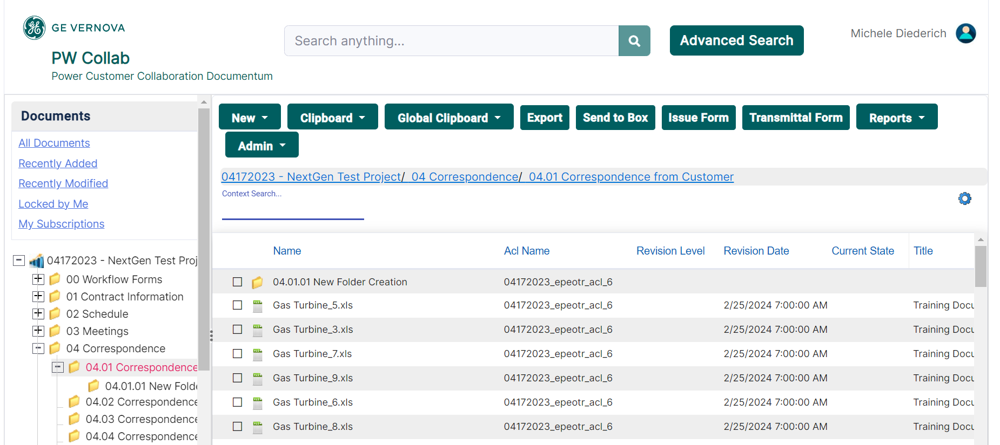 GE VERNOVA
PW Collab
Power Customer Collaboration Documentum
Search anything...
Advanced Search
Michele Diederich
Documents
All Documents
Recently Added
Recently Modified
Locked by Me
My Subscriptions
04172023 - NextGen Test Proj
00 Workflow Forms
01 Contract Information
02 Schedule
03 Meetings
04 Correspondence
04.01 Correspondence
04.01.01 New Folde
04.02 Correspondence
04.03 Correspondence
04.04 Correspondence
New Clipboard Global Clipboard Export Send to Box Issue Form Transmittal Form Reports
Admin
04172023 - NextGen Test Project/ 04 Correspondence/ 04.01 Correspondence from Customer
Context Search...
Name Acl Name Revision Level Revision Date Current State Title
04.01.01 New Folder Creation 04172023_epeotr_acl_6
Gas Turbine_5.xls 04172023_epeotr_acl_6 2/25/2024 7:00:00 AM Training Docu
Gas Turbine_3.xls 04172023_epeotr_acl_6 2/25/2024 7:00:00 AM Training Docu
Gas Turbine_7.xls 04172023_epeotr_acl_6 2/25/2024 7:00:00 AM Training Docu
Gas Turbine_9.xls 04172023_epeotr_acl_6 2/25/2024 7:00:00 AM Training Docu
Gas Turbine_6.xls 04172023_epeotr_acl_6 2/25/2024 7:00:00 AM Training Docu
Gas Turbine_8.xls 04172023_epeotr_acl_6 2/25/2024 7:00:00 AM Training Docu